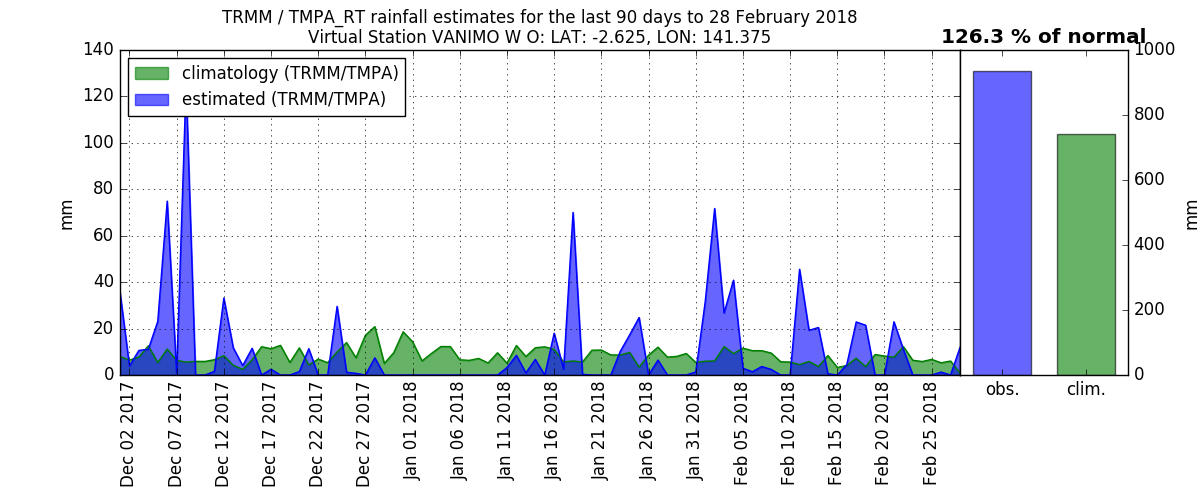 TRMM / TMPA_RT rainfall estimates for the last 90 days to 28 February 2018
Virtual Station VANIMO W O: LAT: -2.625, LON: 141.375
126.3 % of normal
climatology (TRMM/TMPA)
estimated (TRMM/TMPA)
mm
140
120
100
80
60
40
20
0
Dec 02 2017
Dec 07 2017
Dec 12 2017
Dec 17 2017
Dec 22 2017
Dec 27 2017
Jan 01 2018
Jan 06 2018
Jan 11 2018
Jan 16 2018
Jan 21 2018
Jan 26 2018
Jan 31 2018
Feb 05 2018
Feb 10 2018
Feb 15 2018
Feb 20 2018
Feb 25 2018
obs.
clim.
1000
800
600
400
200
0
mm